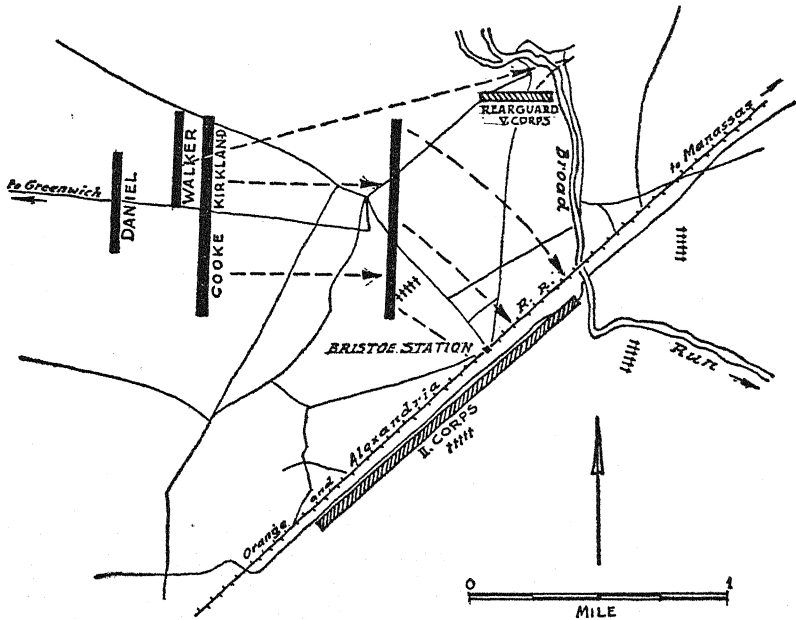 REARGUARD
V CORPS
to Manassas
WALKER
KIRKLAND
to Greenwich
DANIEL
Broad
COOKE
R. R.
BRISTOE STATION
Run
II CORPS
Orange and Alexandria
0 1
MILE